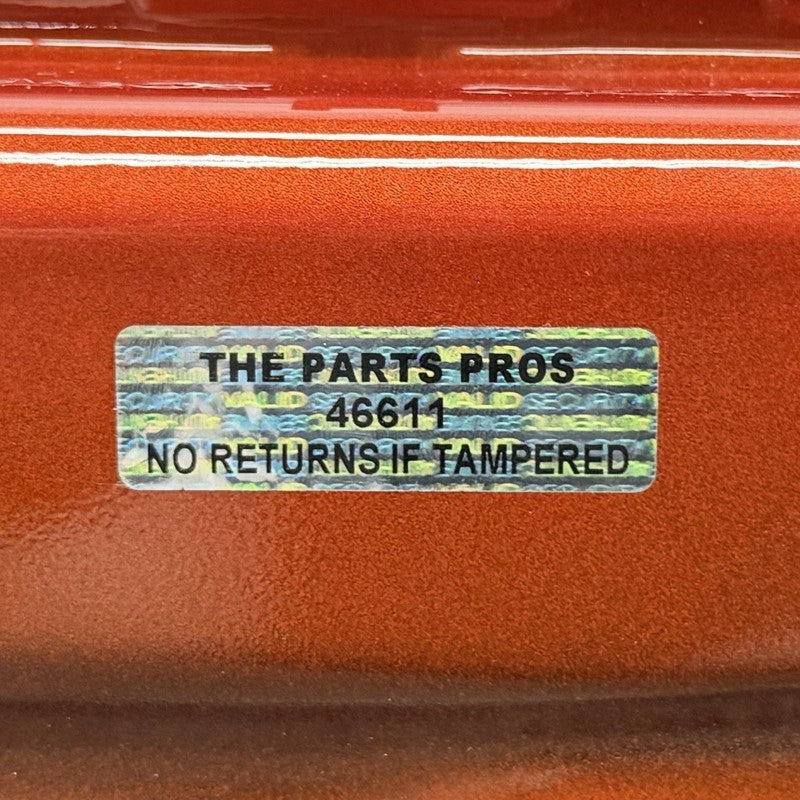 THE PARTS PROS
46611
NO RETURNS IF TAMPERED